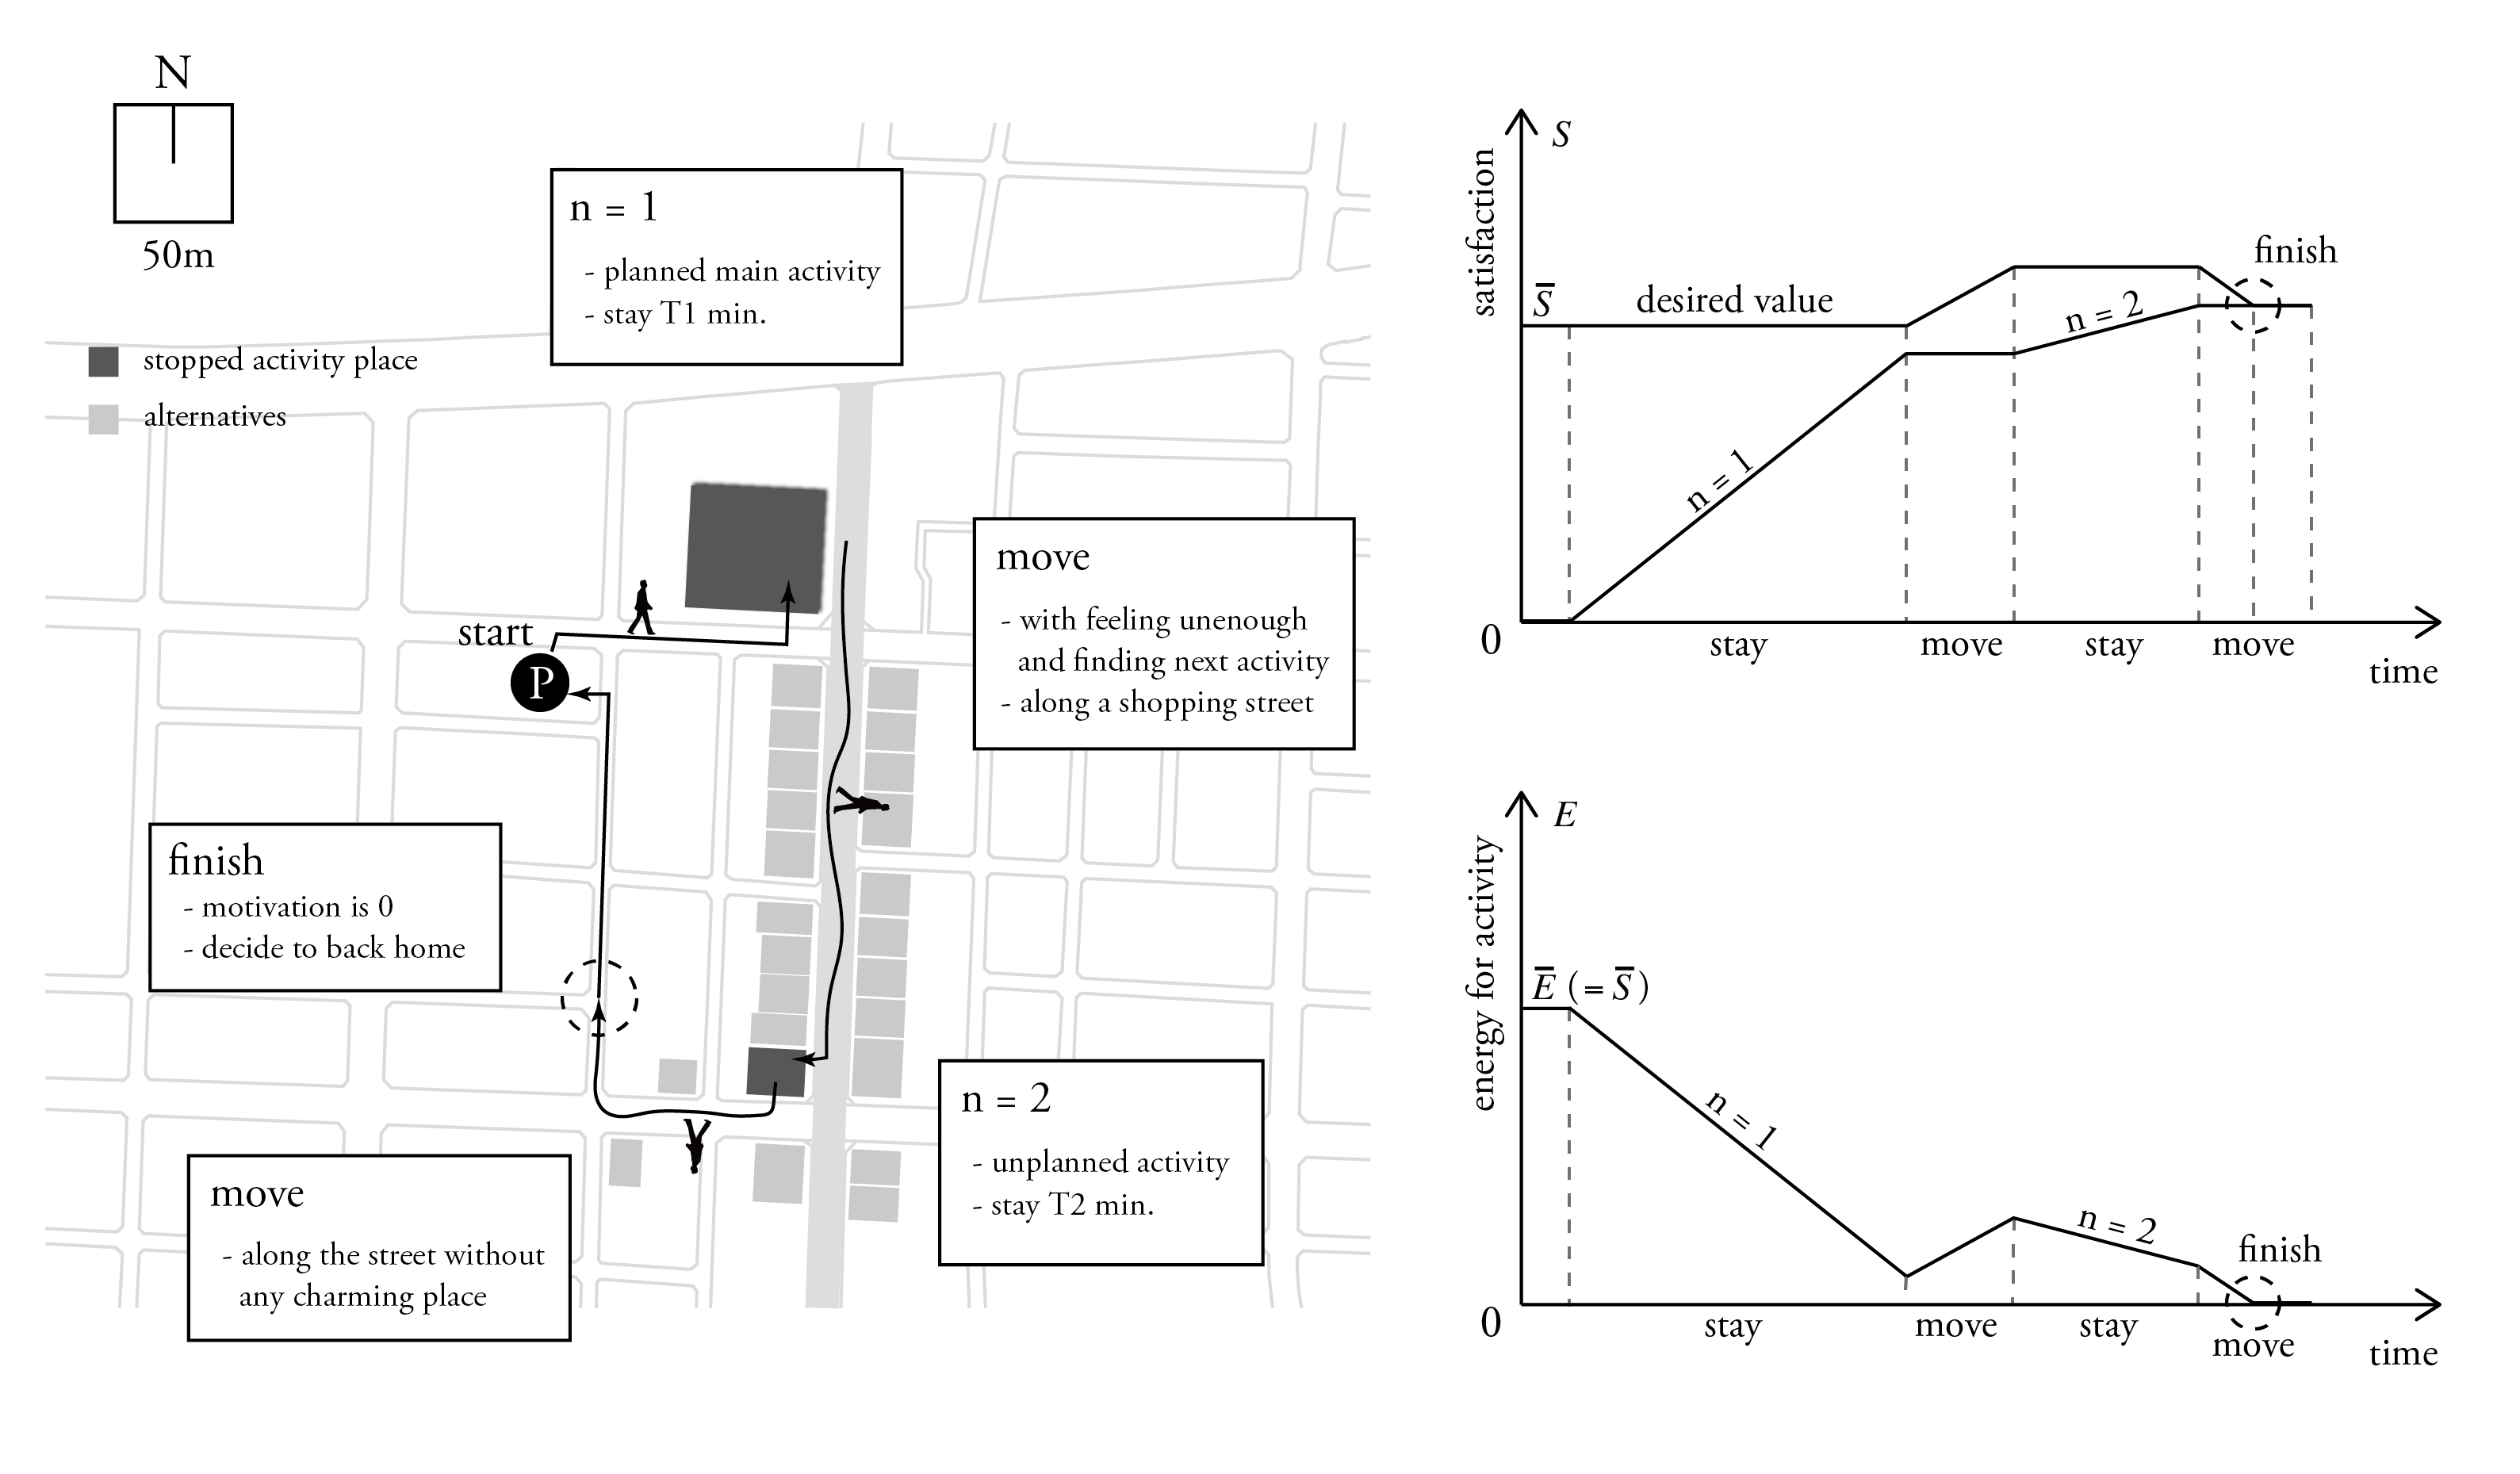 N
50m
stopped activity place
alternatives
n = 1
- planned main activity
- stay T1 min.
start
P
move
- with feeling unenough
and finding next activity
- along a shopping street
finish
- motivation is 0
- decide to back home
n = 2
- unplanned activity
- stay T2 min.
move
- along the street without
any charming place
S
satisfaction
S̅
desired value
finish
n = 1
n = 2
0
stay
move
stay
move
time
E
energy for activity
E̅ (= S̅ )
n = 1
n = 2
finish
0
stay
move
stay
move
time